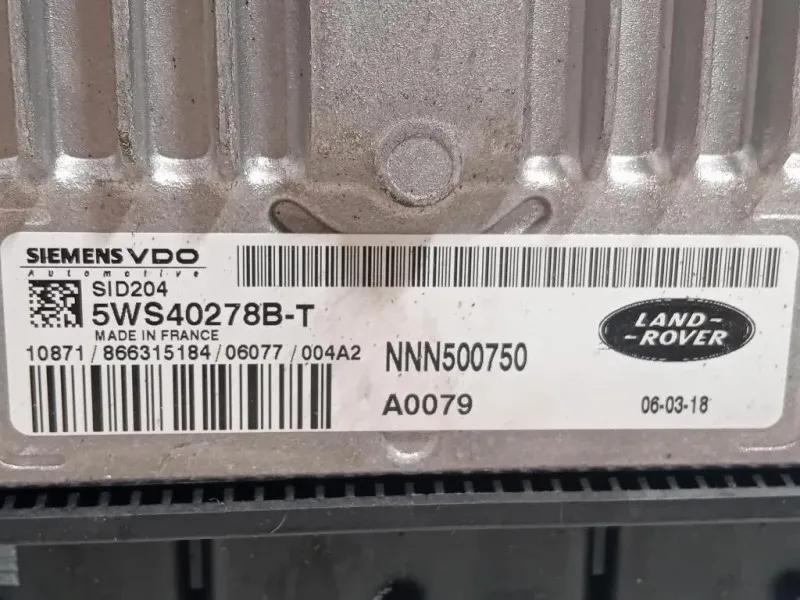 SIEMENS VDO
Automotive
SID204
5WS40278B-T
MADE IN FRANCE
10871 / 866315184 / 06077 / 004A2
NNN500750
A0079
LAND-
-ROVER
06-03-18